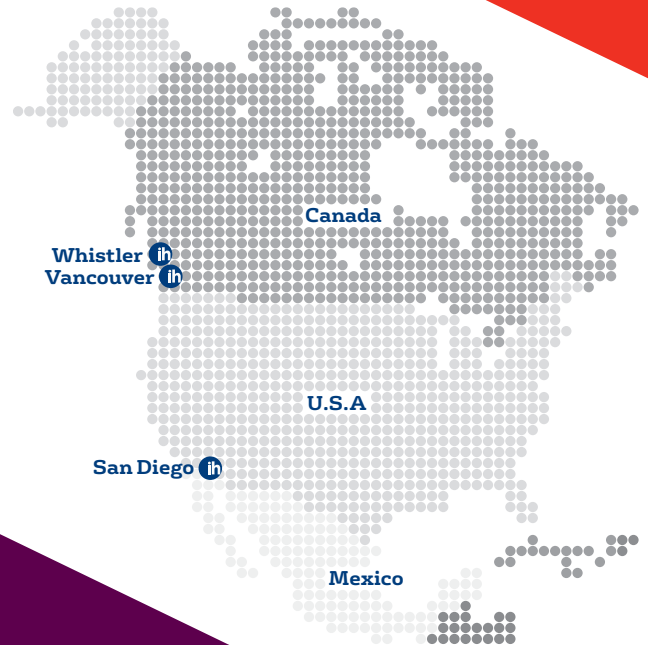 Canada
Whistler ih
Vancouver ih
U.S.A
San Diego ih
Mexico